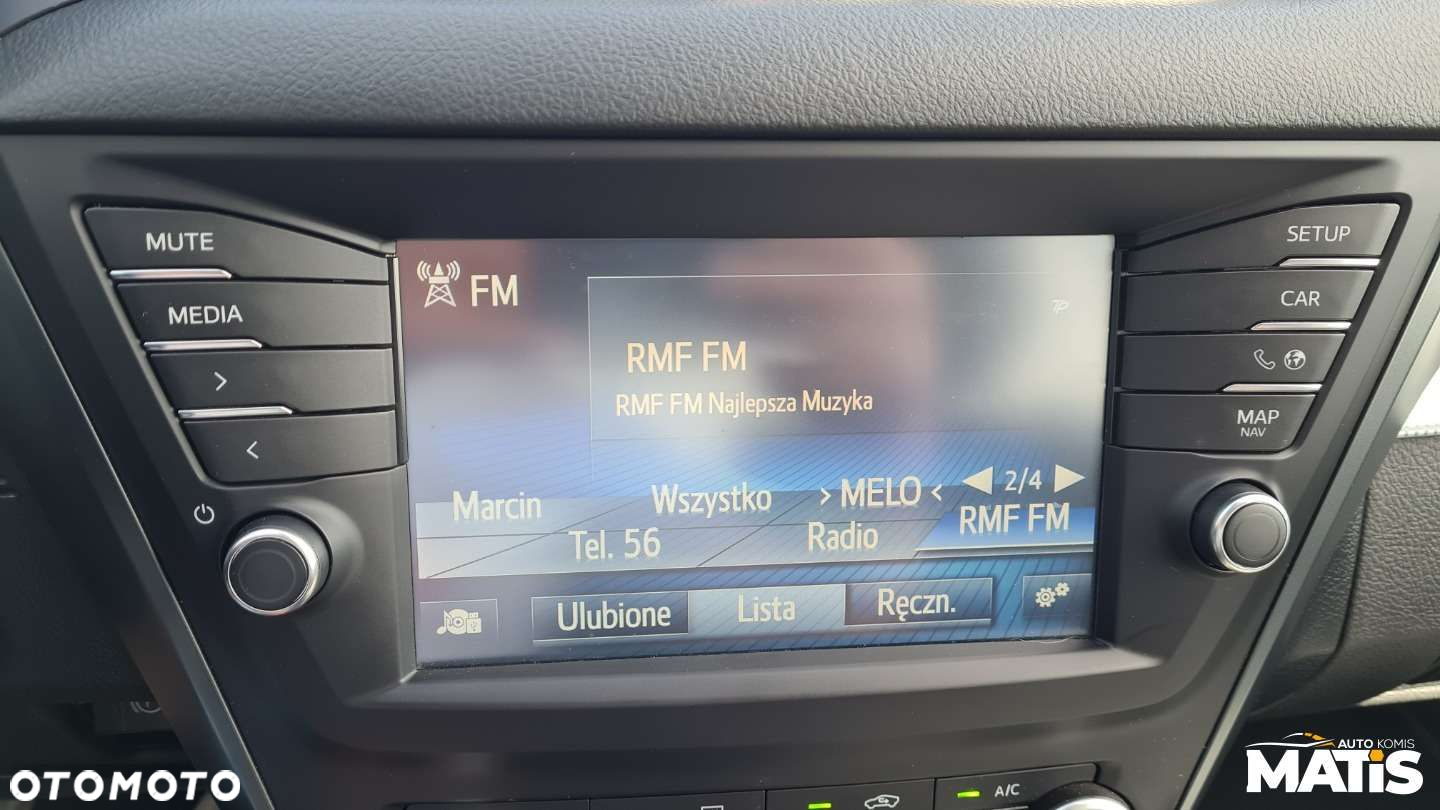 MUTE
MEDIA
SETUP
CAR
MAP
NAV
FM
TP
RMF FM
RMF FM Najlepsza Muzyka
Marcin
Wszystko
> MELO <
2/4
Tel. 56
Radio
RMF FM
Ulubione
Lista
Ręczn.
A/C
OTOMOTO
AUTO KOMIS
MATIS